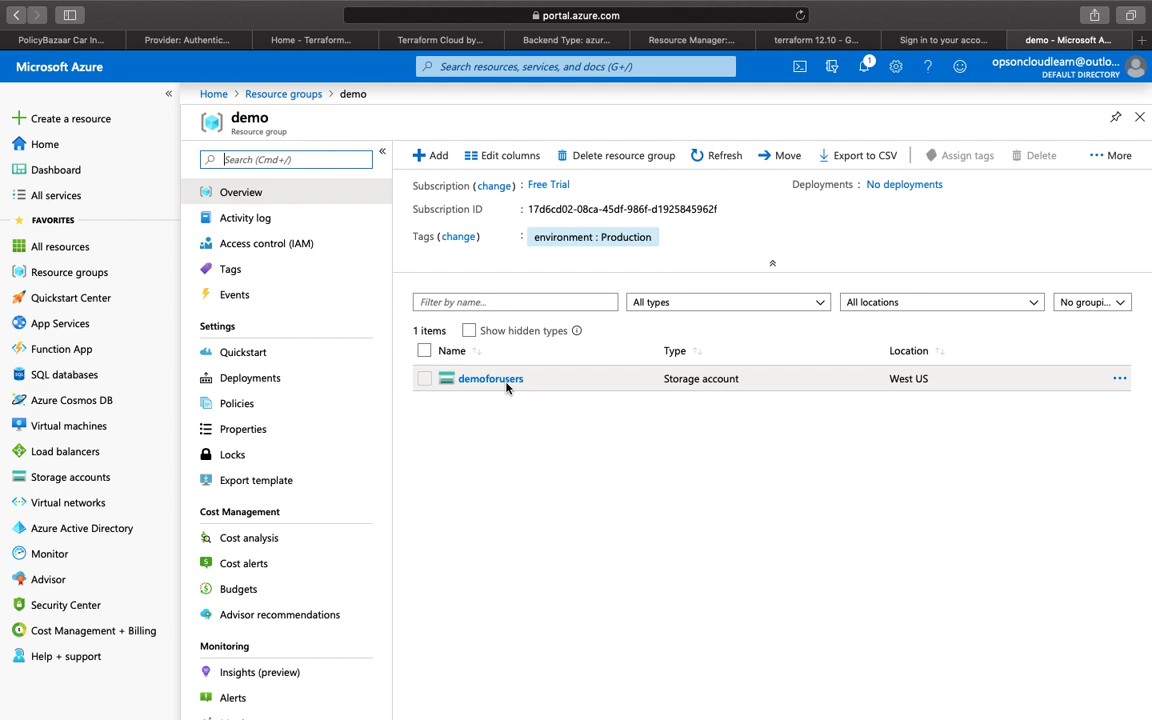 portal.azure.com
PolicyBazaar Car In...
Provider: Authentic...
Home - Terraform...
Terraform Cloud by...
Backend Type: azur...
Resource Manager:...
terraform 12.10 - G...
Sign in to your acco...
demo - Microsoft A...
Microsoft Azure
Search resources, services, and docs (G+/)
1
opsoncloudlearn@outlo...
DEFAULT DIRECTORY
Create a resource
Home
Dashboard
All services
FAVORITES
All resources
Resource groups
Quickstart Center
App Services
Function App
SQL databases
Azure Cosmos DB
Virtual machines
Load balancers
Storage accounts
Virtual networks
Azure Active Directory
Monitor
Advisor
Security Center
Cost Management + Billing
Help + support
Home > Resource groups > demo
demo
Resource group
Search (Cmd+/)
Overview
Activity log
Access control (IAM)
Tags
Events
Settings
Quickstart
Deployments
Policies
Properties
Locks
Export template
Cost Management
Cost analysis
Cost alerts
Budgets
Advisor recommendations
Monitoring
Insights (preview)
Alerts
Add Edit columns Delete resource group Refresh Move Export to CSV Assign tags Delete More
Subscription (change) : Free Trial Deployments : No deployments
Subscription ID : 17d6cd02-08ca-45df-986f-d1925845962f
Tags (change) : environment : Production
Filter by name... All types All locations No groupi...
1 items Show hidden types
Name Type Location
demoforusers Storage account West US